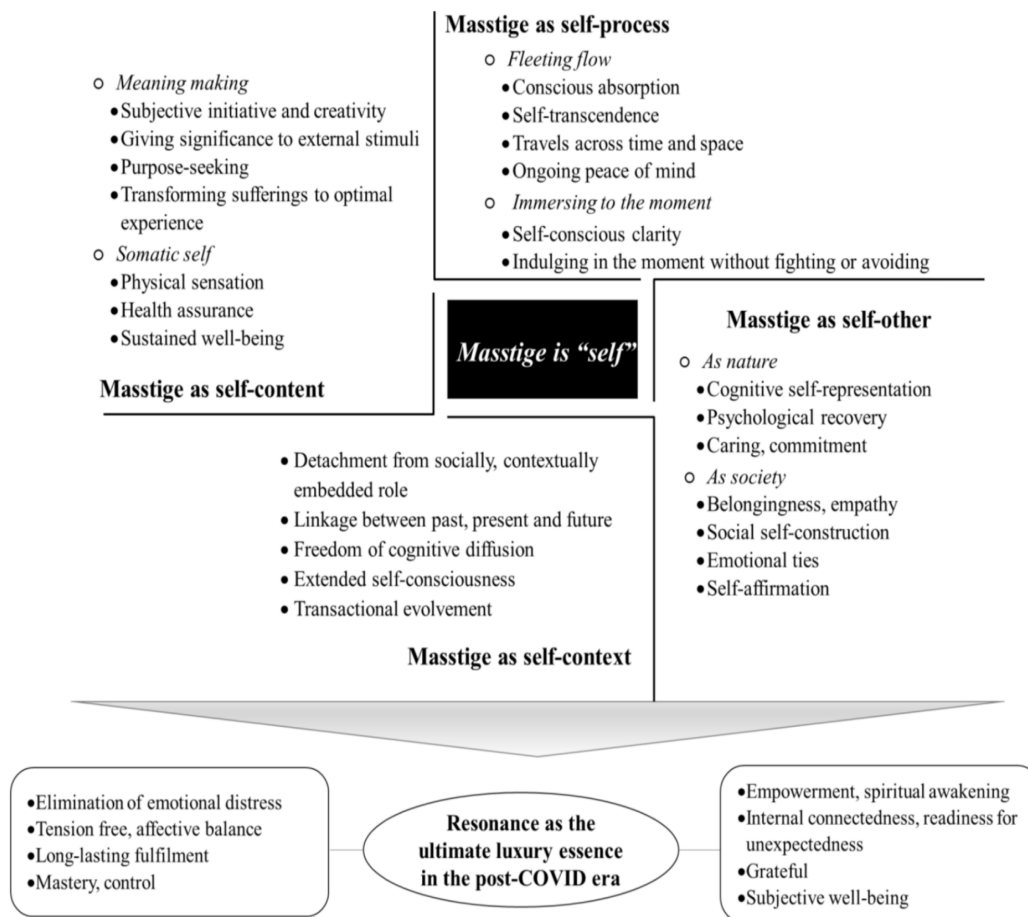 Masstige as self-process
○ Fleeting flow
●Conscious absorption
●Self-transcendence
●Travels across time and space
●Ongoing peace of mind
○ Immersing to the moment
●Self-conscious clarity
●Indulging in the moment without fighting or avoiding
○ Meaning making
●Subjective initiative and creativity
●Giving significance to external stimuli
●Purpose-seeking
●Transforming sufferings to optimal
experience
○ Somatic self
●Physical sensation
●Health assurance
●Sustained well-being
Masstige as self-content
Masstige is “self”
Masstige as self-other
○ As nature
●Cognitive self-representation
●Psychological recovery
●Caring, commitment
○ As society
●Belongingness, empathy
●Social self-construction
●Emotional ties
●Self-affirmation
● Detachment from socially, contextually
embedded role
● Linkage between past, present and future
● Freedom of cognitive diffusion
● Extended self-consciousness
● Transactional evolvement
Masstige as self-context
●Elimination of emotional distress
●Tension free, affective balance
●Long-lasting fulfilment
●Mastery, control
Resonance as the
ultimate luxury essence
in the post-COVID era
●Empowerment, spiritual awakening
●Internal connectedness, readiness for
unexpectedness
●Grateful
●Subjective well-being